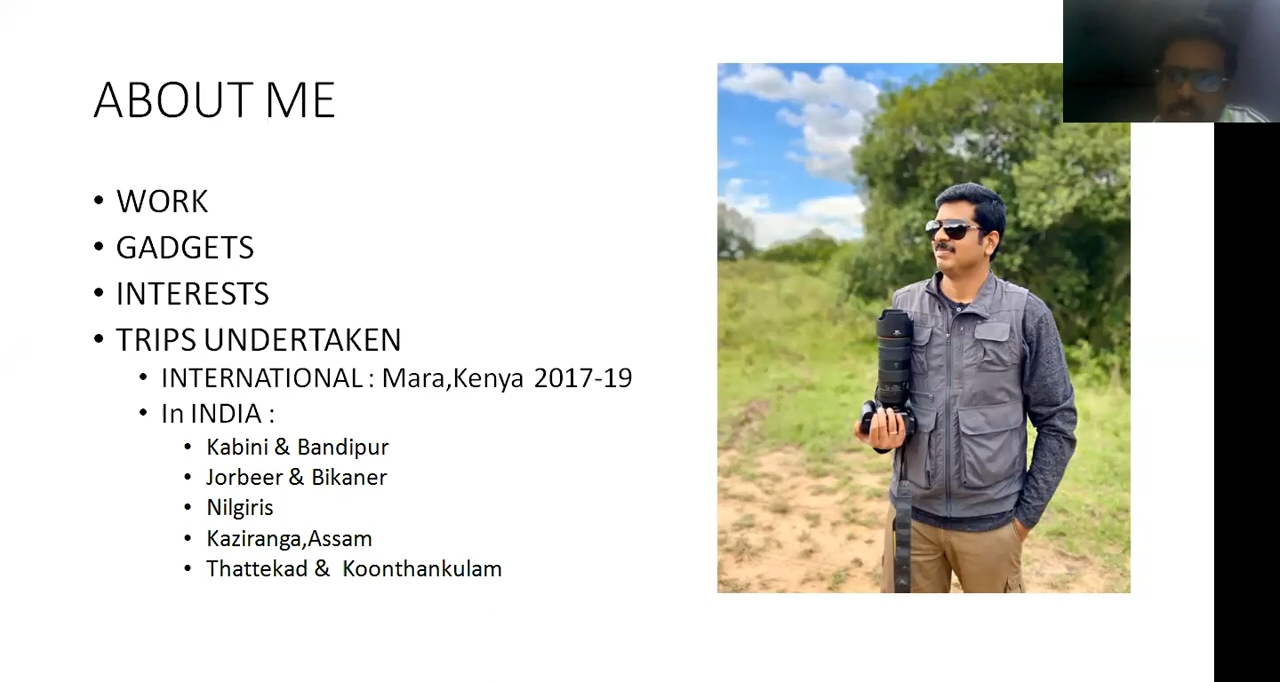 ABOUT ME
• WORK
• GADGETS
• INTERESTS
• TRIPS UNDERTAKEN
• INTERNATIONAL : Mara,Kenya 2017-19
• In INDIA :
• Kabini & Bandipur
• Jorbeer & Bikaner
• Nilgiris
• Kaziranga,Assam
• Thattekad & Koonthankulam